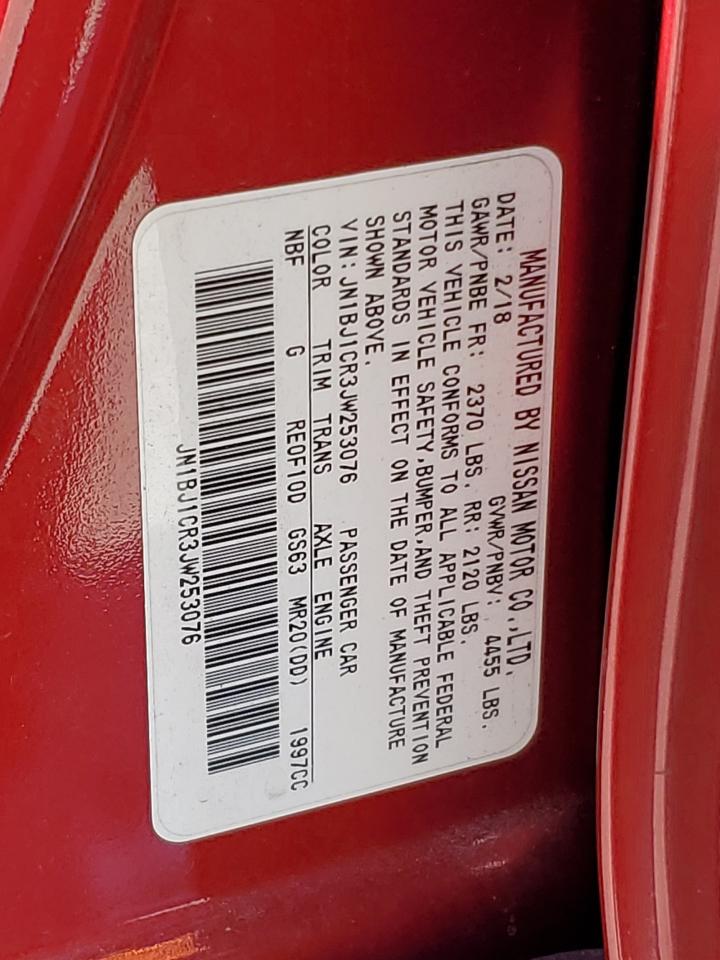 MANUFACTURED BY NISSAN MOTOR CO.,LTD.
DATE: 2/18 GVWR/PNBV: 4455 LBS.
GAWR/PNBE FR: 2370 LBS. RR: 2120 LBS.
THIS VEHICLE CONFORMS TO ALL APPLICABLE FEDERAL
MOTOR VEHICLE SAFETY,BUMPER,AND THEFT PREVENTION
STANDARDS IN EFFECT ON THE DATE OF MANUFACTURE
SHOWN ABOVE.
VIN: JN1BJ1CR3JW253076 PASSENGER CAR
COLOR TRIM TRANS AXLE ENGINE
NBF G RE0F10D GS63 MR20(DD) 1997CC
JN1BJ1CR3JW253076